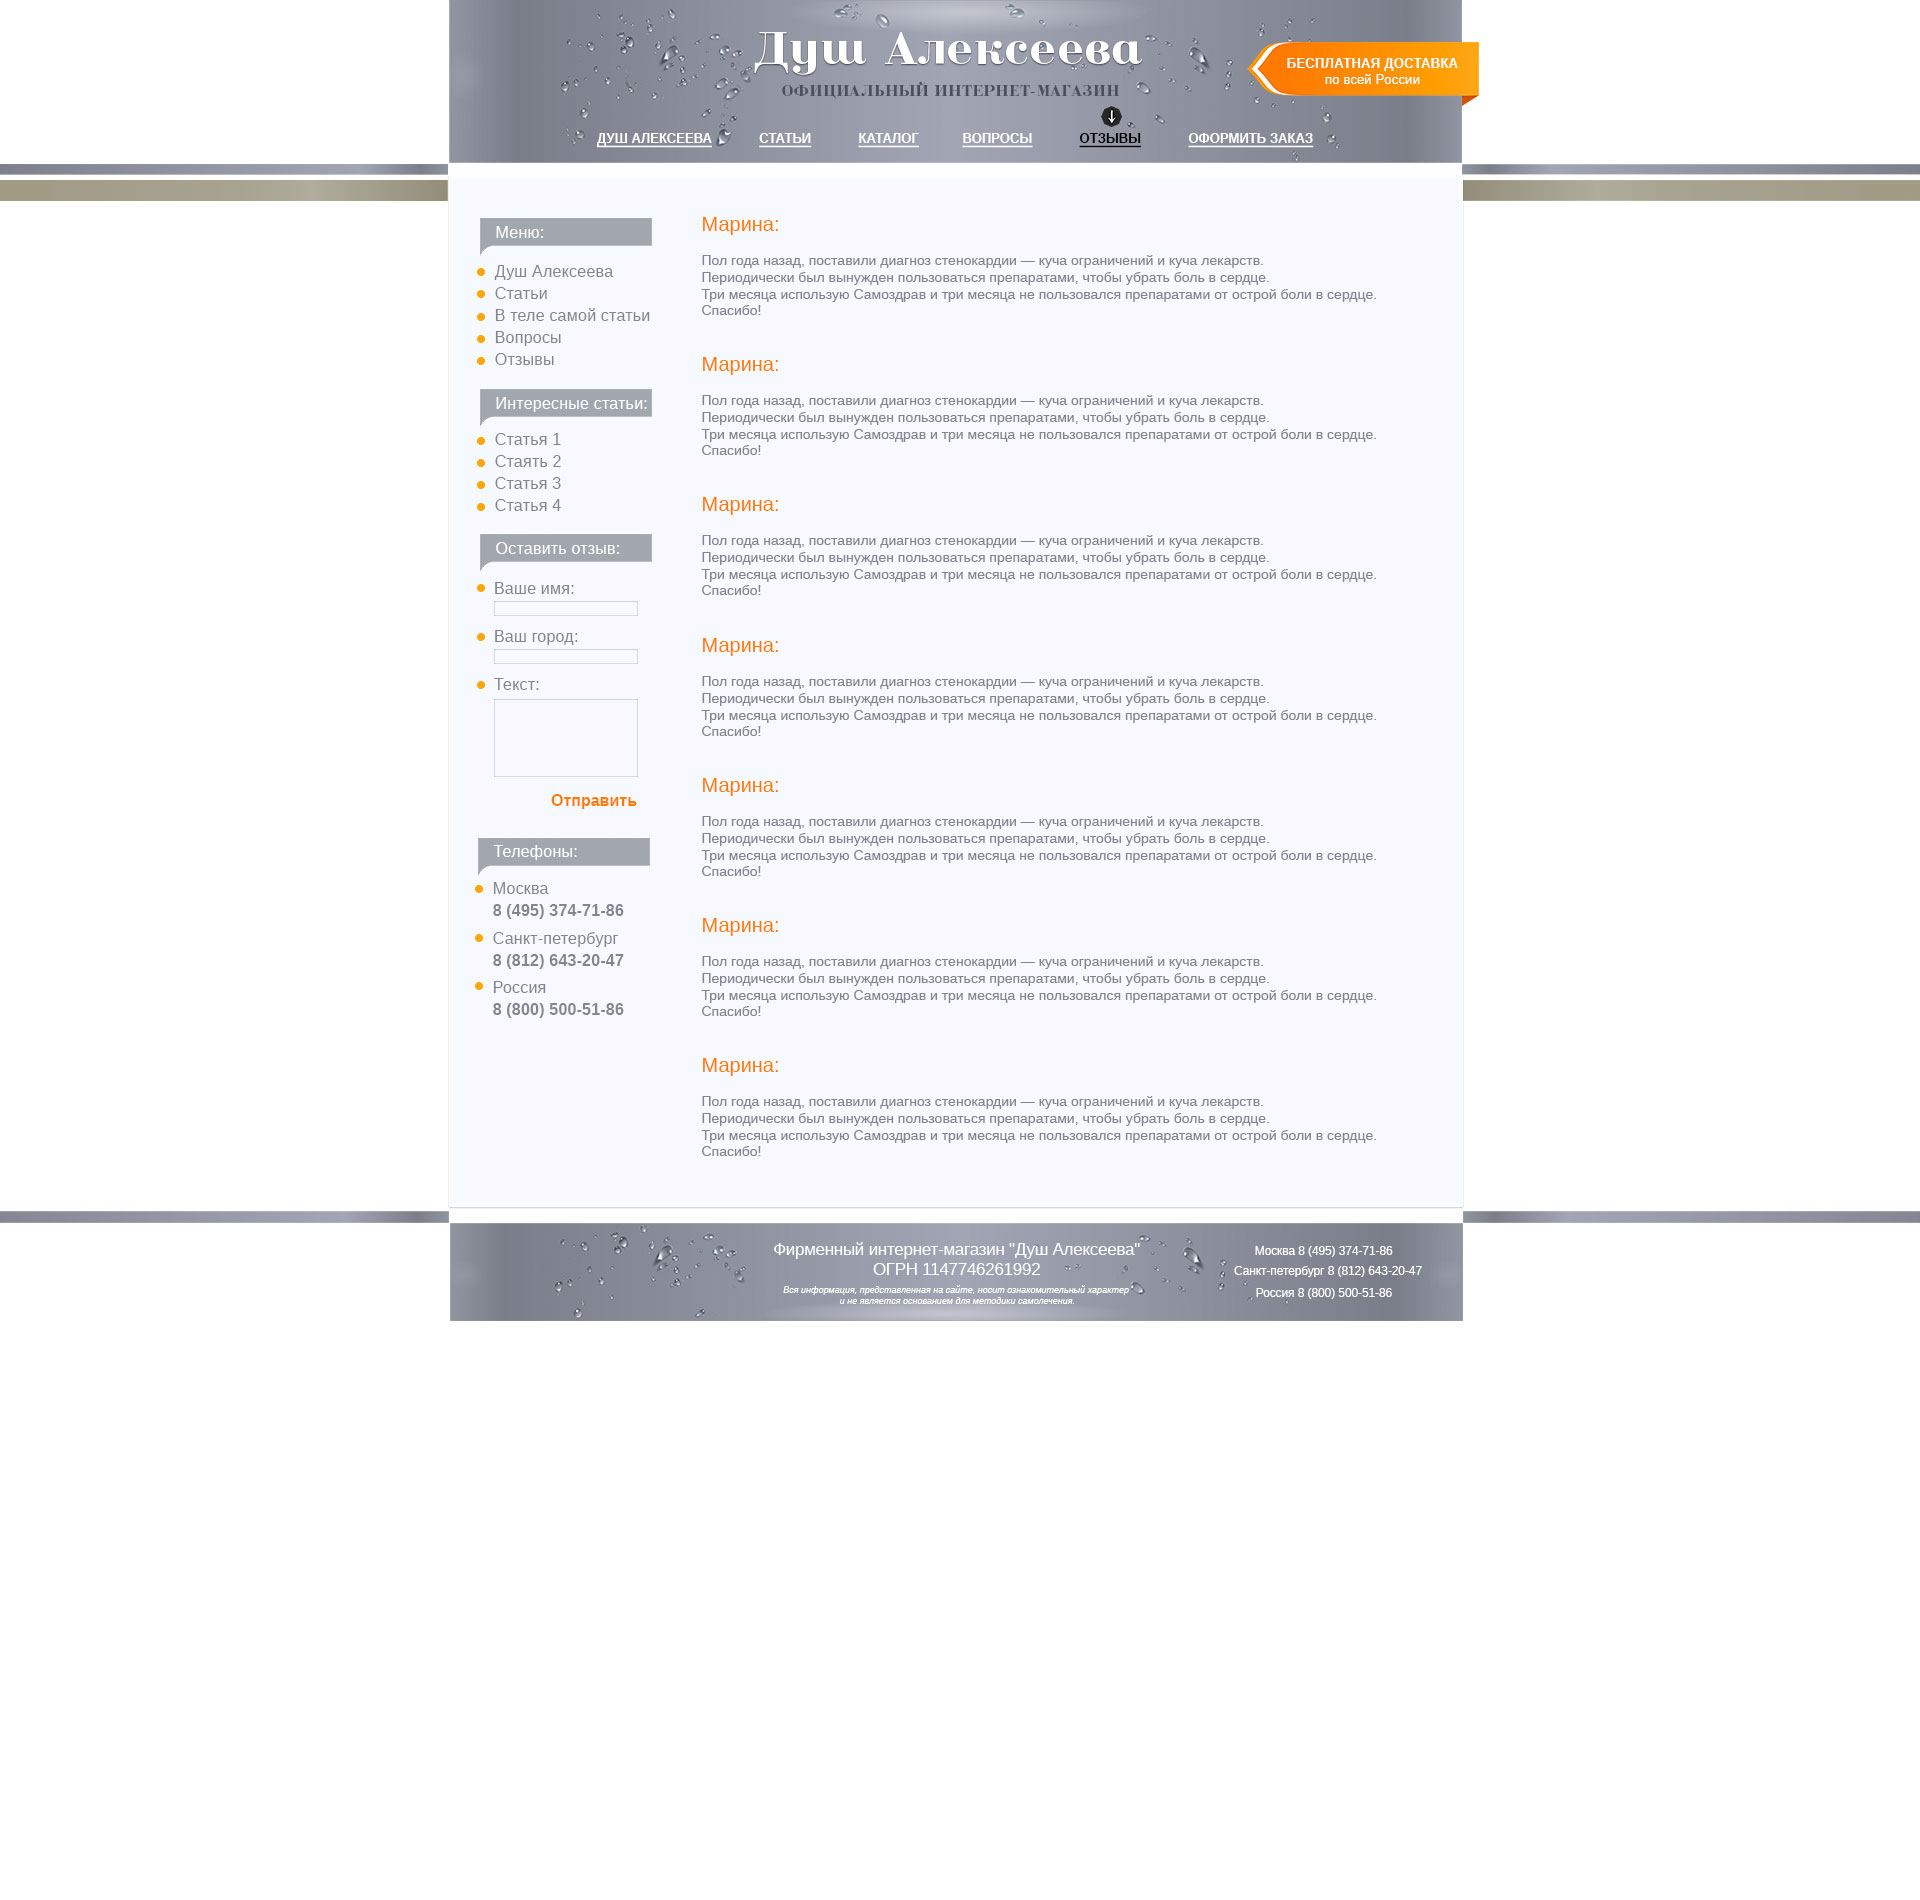 Душ Алексеева
ОФИЦИАЛЬНЫЙ ИНТЕРНЕТ-МАГАЗИН
БЕСПЛАТНАЯ ДОСТАВКА
по всей России
ДУШ АЛЕКСЕЕВА СТАТЬИ КАТАЛОГ ВОПРОСЫ ОТЗЫВЫ ОФОРМИТЬ ЗАКАЗ
Меню:
Душ Алексеева
Статьи
В теле самой статьи
Вопросы
Отзывы
Интересные статьи:
Статья 1
Стаять 2
Статья 3
Статья 4
Оставить отзыв:
Ваше имя:
Ваш город:
Текст:
Отправить
Телефоны:
Москва
8 (495) 374-71-86
Санкт-петербург
8 (812) 643-20-47
Россия
8 (800) 500-51-86
Марина:
Пол года назад, поставили диагноз стенокардии — куча ограничений и куча лекарств.
Периодически был вынужден пользоваться препаратами, чтобы убрать боль в сердце.
Три месяца использую Самоздрав и три месяца не пользовался препаратами от острой боли в сердце.
Спасибо!
Марина:
Пол года назад, поставили диагноз стенокардии — куча ограничений и куча лекарств.
Периодически был вынужден пользоваться препаратами, чтобы убрать боль в сердце.
Три месяца использую Самоздрав и три месяца не пользовался препаратами от острой боли в сердце.
Спасибо!
Марина:
Пол года назад, поставили диагноз стенокардии — куча ограничений и куча лекарств.
Периодически был вынужден пользоваться препаратами, чтобы убрать боль в сердце.
Три месяца использую Самоздрав и три месяца не пользовался препаратами от острой боли в сердце.
Спасибо!
Марина:
Пол года назад, поставили диагноз стенокардии — куча ограничений и куча лекарств.
Периодически был вынужден пользоваться препаратами, чтобы убрать боль в сердце.
Три месяца использую Самоздрав и три месяца не пользовался препаратами от острой боли в сердце.
Спасибо!
Марина:
Пол года назад, поставили диагноз стенокардии — куча ограничений и куча лекарств.
Периодически был вынужден пользоваться препаратами, чтобы убрать боль в сердце.
Три месяца использую Самоздрав и три месяца не пользовался препаратами от острой боли в сердце.
Спасибо!
Марина:
Пол года назад, поставили диагноз стенокардии — куча ограничений и куча лекарств.
Периодически был вынужден пользоваться препаратами, чтобы убрать боль в сердце.
Три месяца использую Самоздрав и три месяца не пользовался препаратами от острой боли в сердце.
Спасибо!
Марина:
Пол года назад, поставили диагноз стенокардии — куча ограничений и куча лекарств.
Периодически был вынужден пользоваться препаратами, чтобы убрать боль в сердце.
Три месяца использую Самоздрав и три месяца не пользовался препаратами от острой боли в сердце.
Спасибо!
Фирменный интернет-магазин "Душ Алексеева"
ОГРН 1147746261992
Вся информация, представленная на сайте, носит ознакомительный характер
и не является основанием для методики самолечения.
Москва 8 (495) 374-71-86
Санкт-петербург 8 (812) 643-20-47
Россия 8 (800) 500-51-86